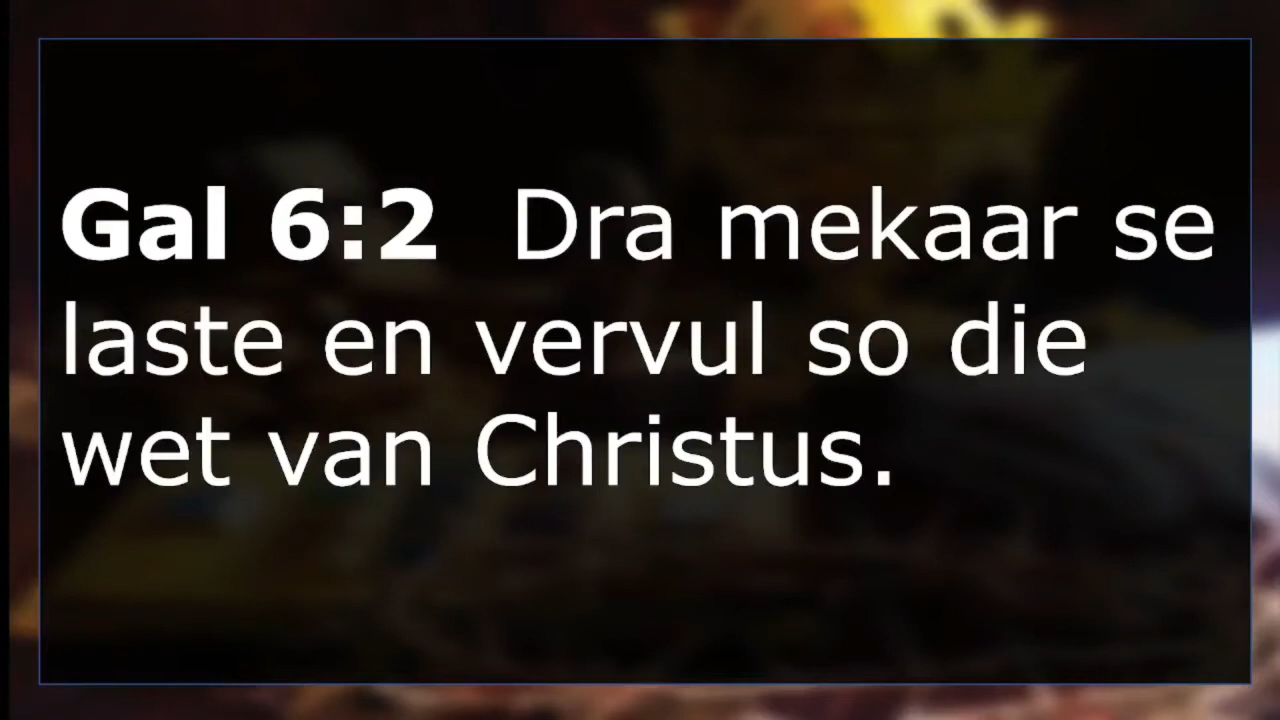 Gal 6:2  Dra mekaar se
laste en vervul so die
wet van Christus.